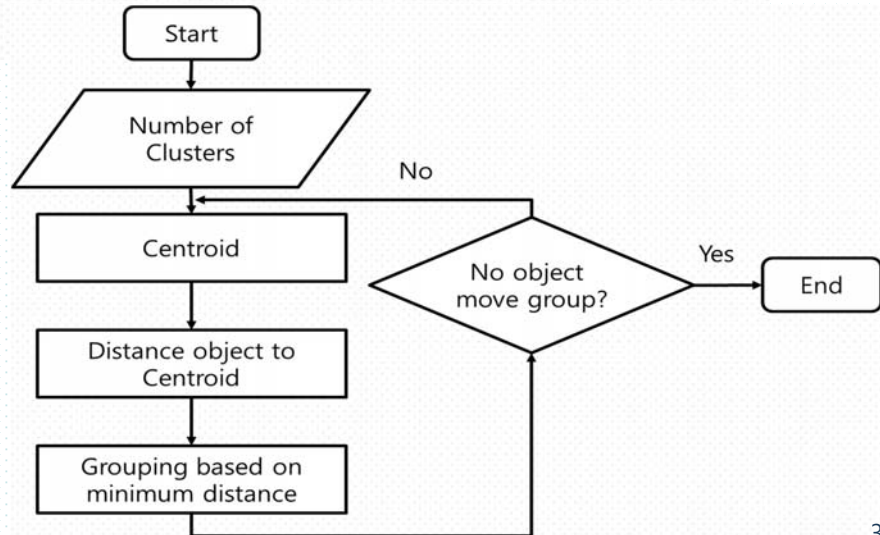 Start
Number of
Clusters
No
Centroid
No object
move group?
Yes
End
Distance object to
Centroid
Grouping based on
minimum distance
3